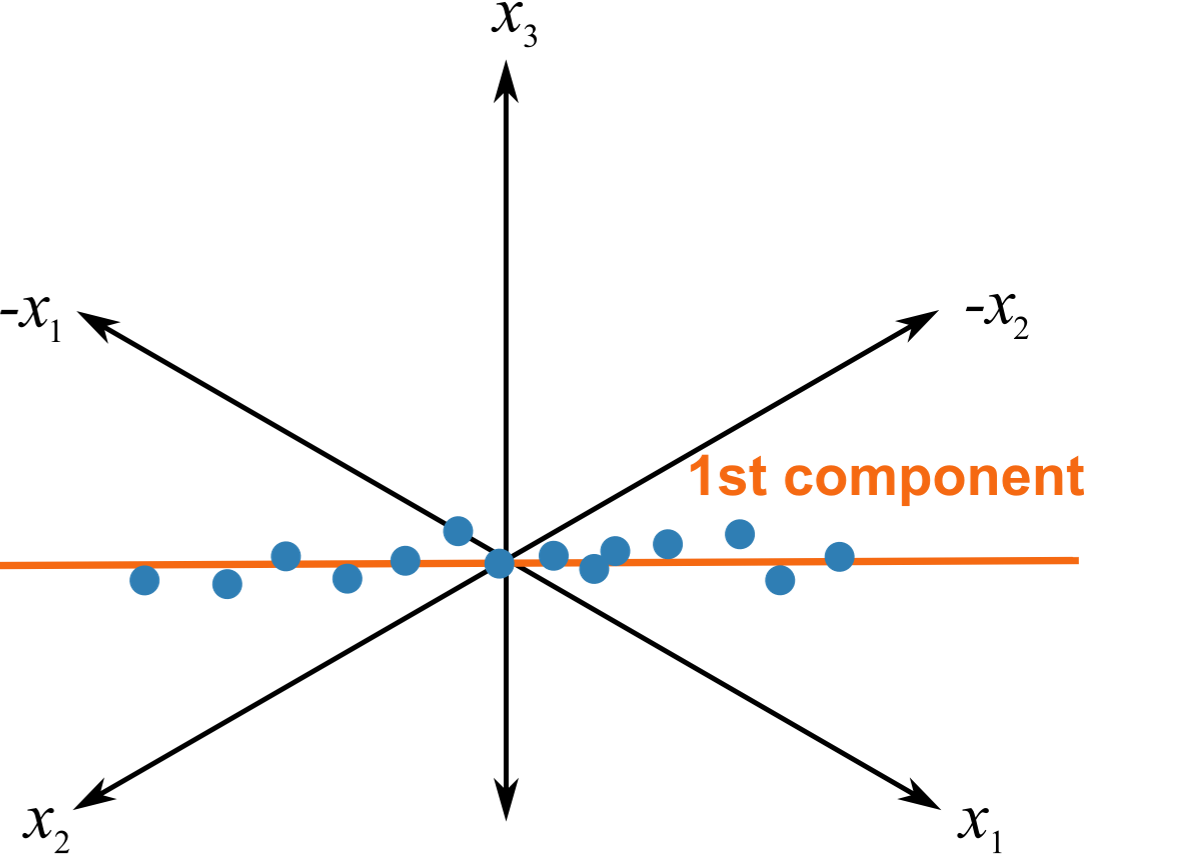 x₃
-x₁
-x₂
1st component
x₂
x₁